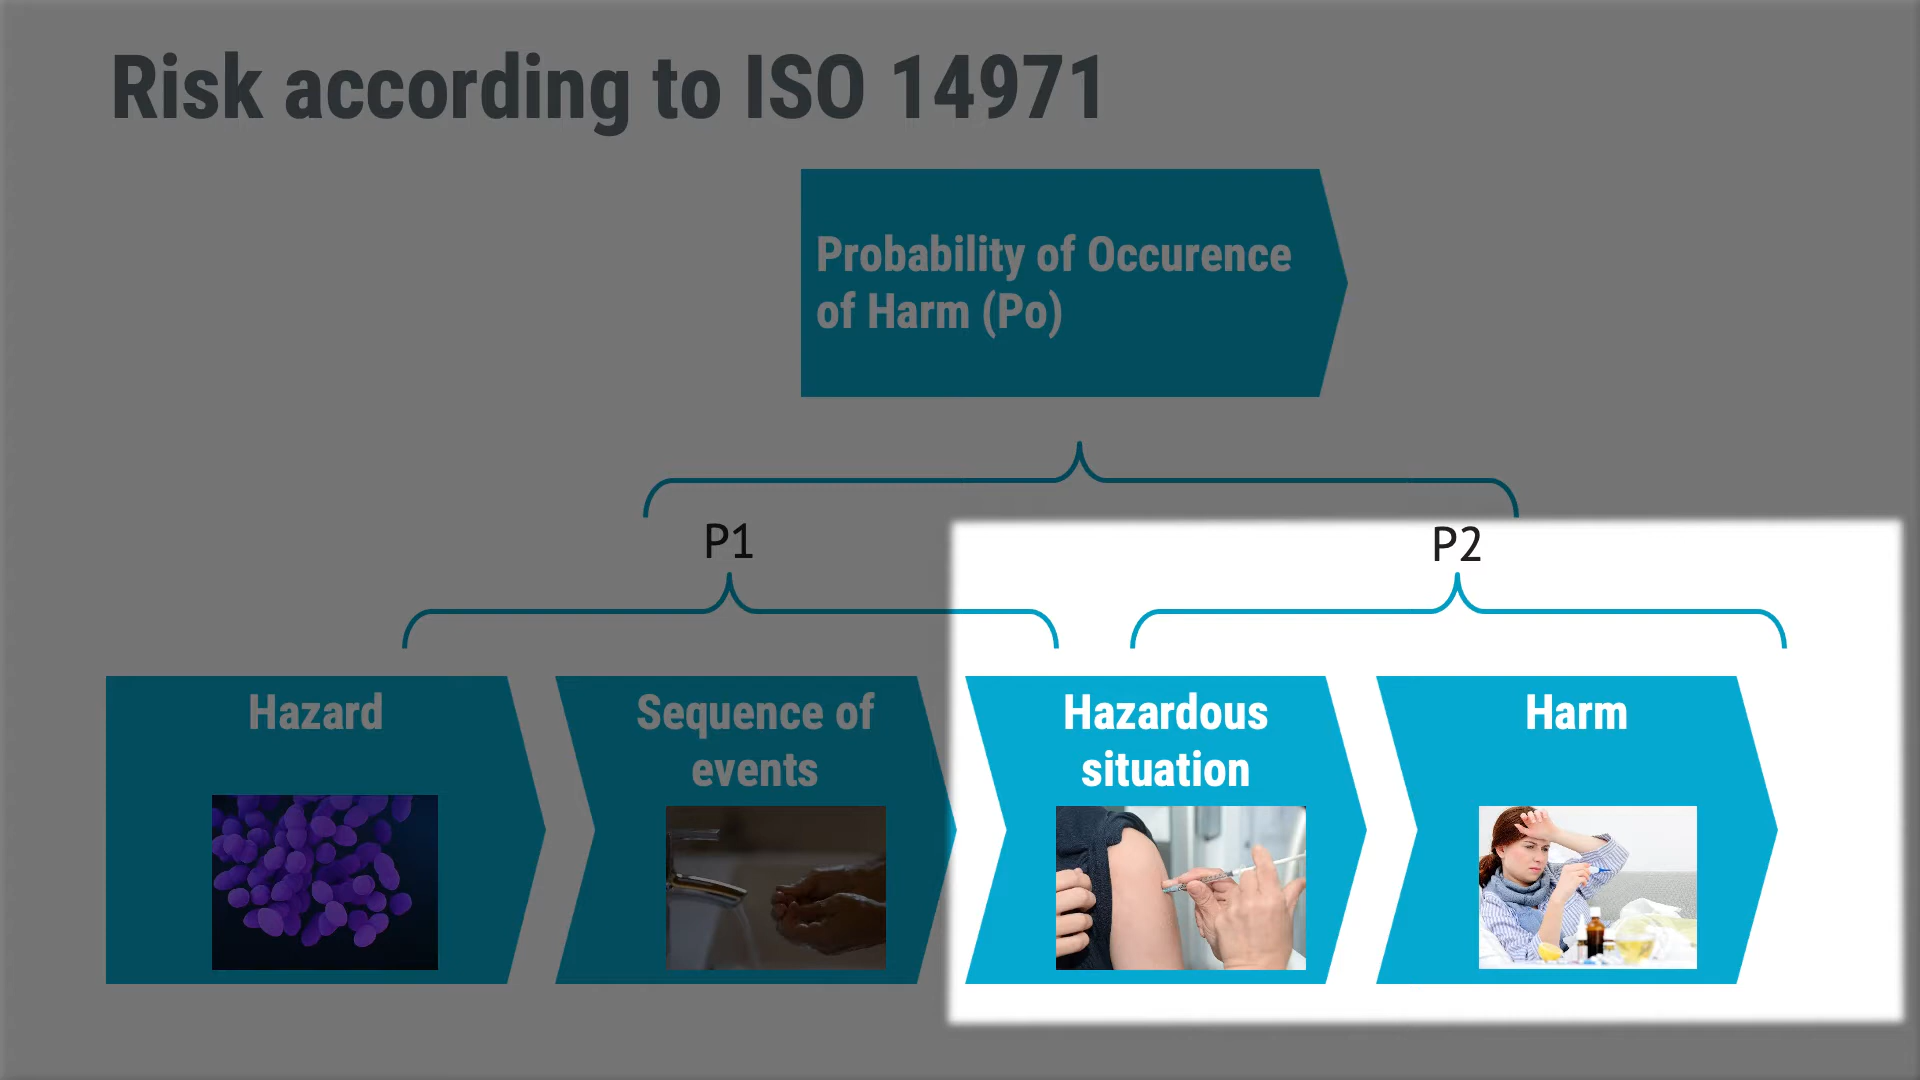 Risk according to ISO 14971
Probability of Occurence
of Harm (Po)
P1
P2
Hazard
Sequence of
events
Hazardous
situation
Harm